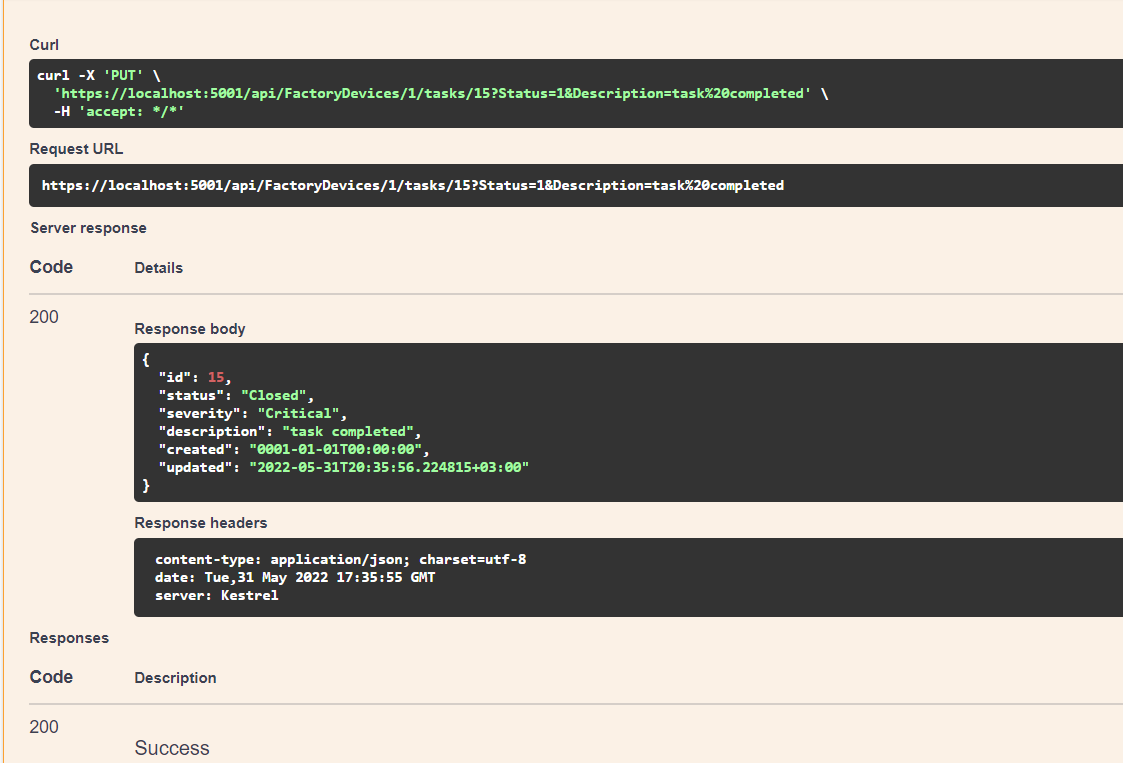 Curl
curl -X 'PUT' \
  'https://localhost:5001/api/FactoryDevices/1/tasks/15?Status=1&Description=task%20completed' \
  -H 'accept: */*'
Request URL
https://localhost:5001/api/FactoryDevices/1/tasks/15?Status=1&Description=task%20completed
Server response
Code Details
200
Response body
{
  "id": 15,
  "status": "Closed",
  "severity": "Critical",
  "description": "task completed",
  "created": "0001-01-01T00:00:00",
  "updated": "2022-05-31T20:35:56.224815+03:00"
}
Response headers
content-type: application/json; charset=utf-8
date: Tue,31 May 2022 17:35:55 GMT
server: Kestrel
Responses
Code Description
200
Success